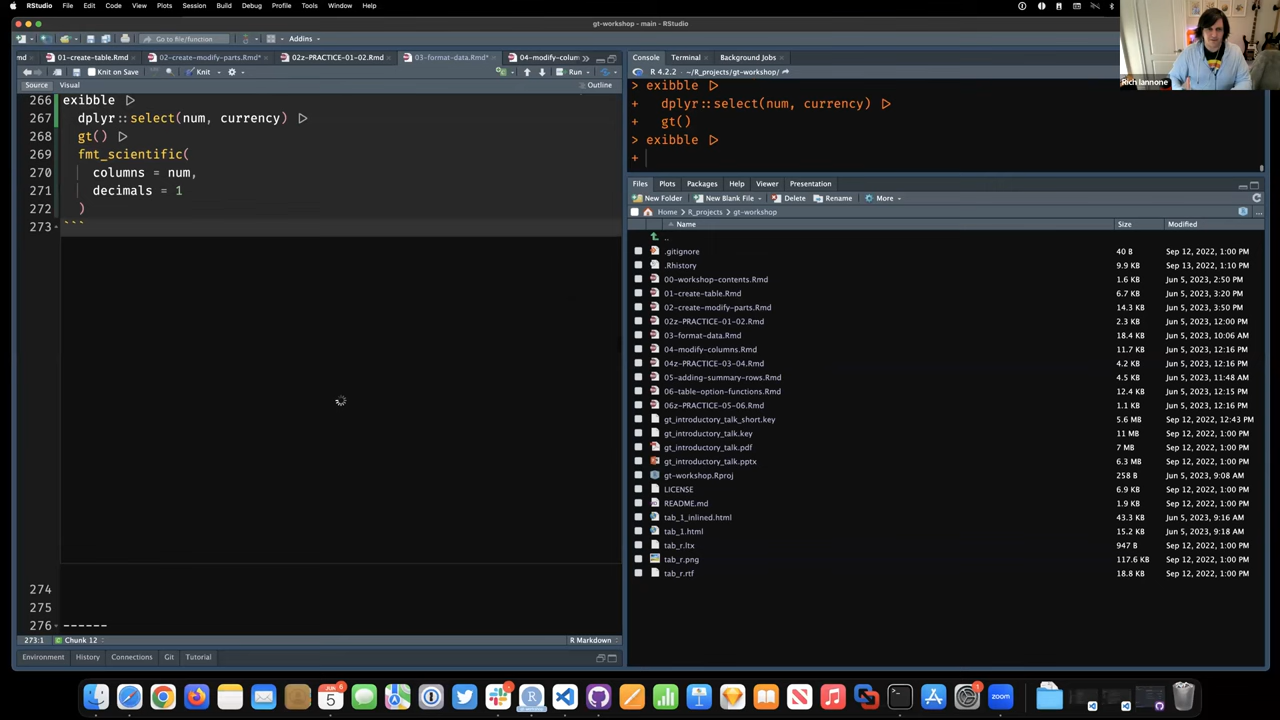 RStudio File Edit Code View Plots Session Build Debug Profile Tools Window Help
gt-workshop - main - RStudio
Go to file/function Addins
md 01-create-table.Rmd 02-create-modify-parts.Rmd* 02z-PRACTICE-01-02.Rmd 03-format-data.Rmd* 04-modify-colum
Knit on Save Knit Run
Source Visual Outline
266 exibble |>
267 dplyr::select(num, currency) |>
268 gt() |>
269 fmt_scientific(
270 columns = num,
271 decimals = 1
272 )
273 ```
274
275
276 ------
273:1 Chunk 12 R Markdown
Environment History Connections Git Tutorial
Console Terminal Background Jobs
R 4.2.2 · ~/R_projects/gt-workshop/
> exibble |>
+ dplyr::select(num, currency) |>
+ gt()
> exibble |>
+
Files Plots Packages Help Viewer Presentation
New Folder New Blank File Delete Rename More
Home R_projects gt-workshop
Name Size Modified
..
.gitignore 40 B Sep 12, 2022, 1:00 PM
.Rhistory 9.9 KB Sep 13, 2022, 1:10 PM
00-workshop-contents.Rmd 1.6 KB Jun 5, 2023, 2:50 PM
01-create-table.Rmd 6.7 KB Jun 5, 2023, 3:20 PM
02-create-modify-parts.Rmd 14.3 KB Jun 5, 2023, 3:50 PM
02z-PRACTICE-01-02.Rmd 2.3 KB Jun 5, 2023, 12:00 PM
03-format-data.Rmd 18.4 KB Jun 5, 2023, 10:06 AM
04-modify-columns.Rmd 11.7 KB Jun 5, 2023, 12:16 PM
04z-PRACTICE-03-04.Rmd 4.2 KB Jun 5, 2023, 12:16 PM
05-adding-summary-rows.Rmd 4.5 KB Jun 5, 2023, 11:48 AM
06-table-option-functions.Rmd 12.4 KB Jun 5, 2023, 12:15 PM
06z-PRACTICE-05-06.Rmd 1.1 KB Jun 5, 2023, 12:16 PM
gt_introductory_talk_short.key 5.6 MB Sep 12, 2022, 12:43 PM
gt_introductory_talk.key 11 MB Sep 12, 2022, 1:00 PM
gt_introductory_talk.pdf 7 MB Sep 12, 2022, 1:00 PM
gt_introductory_talk.pptx 6.3 MB Sep 12, 2022, 1:00 PM
gt-workshop.Rproj 258 B Jun 5, 2023, 9:08 AM
LICENSE 6.9 KB Sep 12, 2022, 1:00 PM
README.md 1.9 KB Sep 12, 2022, 1:00 PM
tab_1_inlined.html 43.3 KB Jun 5, 2023, 9:16 AM
tab_1.html 15.2 KB Jun 5, 2023, 9:18 AM
tab_r.ltx 947 B Sep 12, 2022, 1:00 PM
tab_r.png 117.6 KB Sep 12, 2022, 1:00 PM
tab_r.rtf 18.8 KB Sep 12, 2022, 1:00 PM
Rich Iannone
JUN
5
zoom